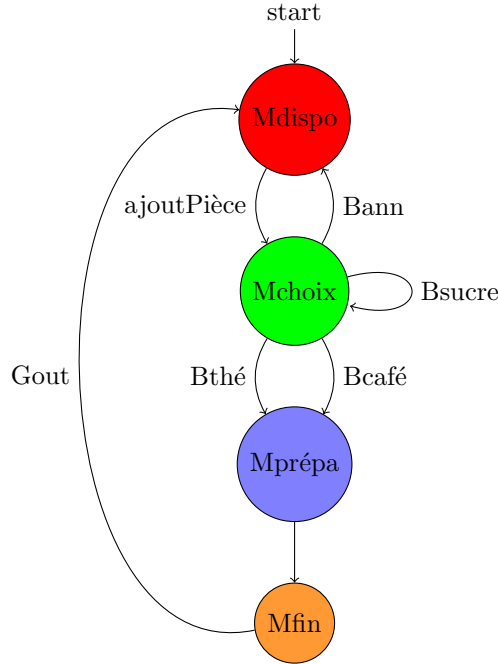 start
Mdispo
ajoutPièce
Bann
Mchoix
Bsucre
Bthé
Bcafé
Gout
Mprépa
Mfin